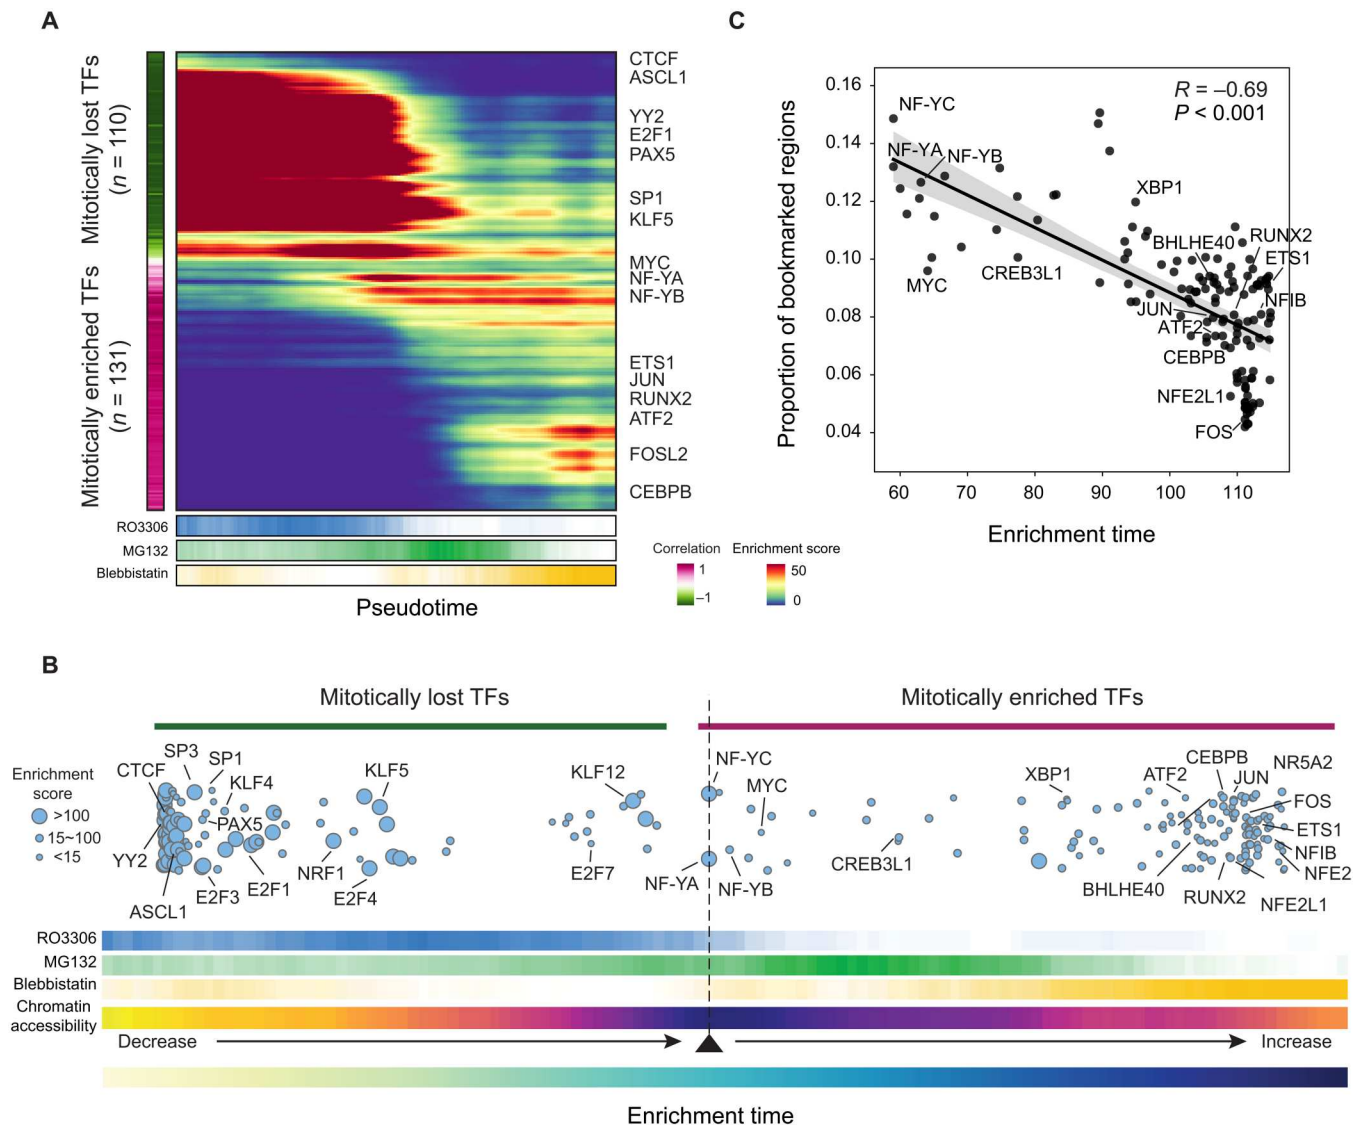 A
Mitotically lost TFs
(n = 110)
Mitotically enriched TFs
(n = 131)
CTCF
ASCL1
YY2
E2F1
PAX5
SP1
KLF5
MYC
NF-YA
NF-YB
ETS1
JUN
RUNX2
ATF2
FOSL2
CEBPB
RO3306
MG132
Blebbistatin
Pseudotime
Correlation
1
–1
Enrichment score
50
0
C
Proportion of bookmarked regions
0.16
0.14
0.12
0.10
0.08
0.06
0.04
R = –0.69
P < 0.001
NF-YC
NF-YA
NF-YB
XBP1
BHLHE40
RUNX2
ETS1
MYC
CREB3L1
JUN
NFIB
ATF2
CEBPB
NFE2L1
FOS
60
70
80
90
100
110
Enrichment time
B
Mitotically lost TFs
Mitotically enriched TFs
Enrichment
score
>100
15~100
<15
SP3
SP1
CTCF
KLF4
PAX5
YY2
ASCL1
E2F3
E2F1
NRF1
E2F4
KLF5
KLF12
E2F7
NF-YC
MYC
NF-YA
NF-YB
CREB3L1
XBP1
ATF2
CEBPB
JUN
NR5A2
FOS
ETS1
NFIB
NFE2
BHLHE40
RUNX2
NFE2L1
RO3306
MG132
Blebbistatin
Chromatin
accessibility
Decrease
Increase
Enrichment time